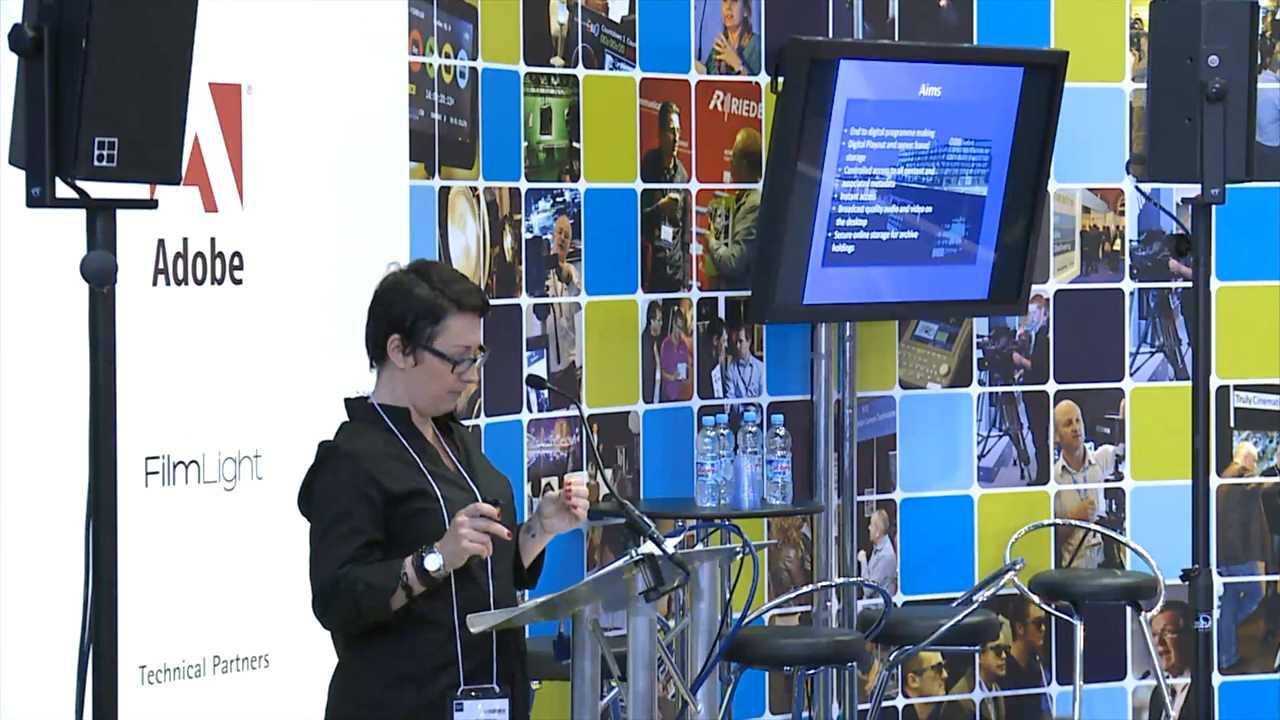 Adobe
FilmLight
Technical Partners
RIEDE
Aims
End to digital programme making
Digital Playout and server based
storage
Controlled access to all content and
associated metadata
Instant access
Broadcast quality audio and video on
the desktop
Secure online storage for archive
holdings
Truly Cinemat